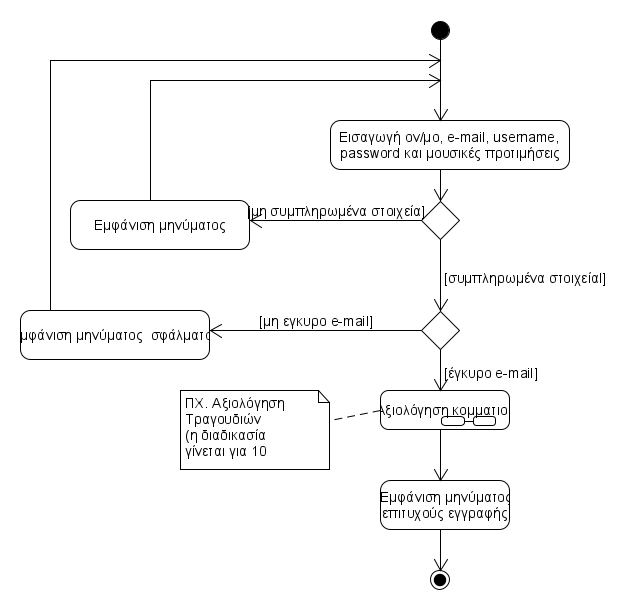 Εισαγωγή ον/μο, e-mail, username,
password και μουσικές προτιμήσεις
[μη συμπληρωμένα στοιχεία]
Εμφάνιση μηνύματος
[συμπληρωμένα στοιχεία]
[μη εγκυρο e-mail]
μφάνιση μηνύματος σφάλματο
[έγκυρο e-mail]
ΠΧ. Αξιολόγηση
Τραγουδιών
(η διαδικασία
γίνεται για 10
Αξιολόγηση κομματιο
Εμφάνιση μηνύματος
επιτυχούς εγγραφής